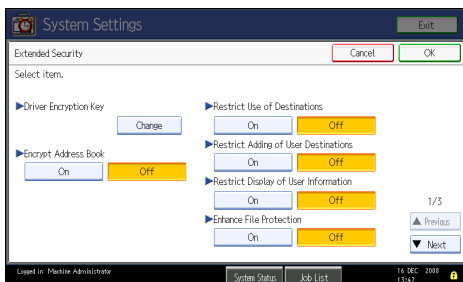 System Settings
Exit
Extended Security
Cancel
OK
Select item.
►Driver Encryption Key
Change
►Encrypt Address Book
On
Off
►Restrict Use of Destinations
On
Off
►Restrict Adding of User Destinations
On
Off
►Restrict Display of User Information
On
Off
►Enhance File Protection
On
Off
1/3
▲ Previous
▼ Next
Logged in: Machine Administrator
System Status
Job List
16 DEC 2008
13:47